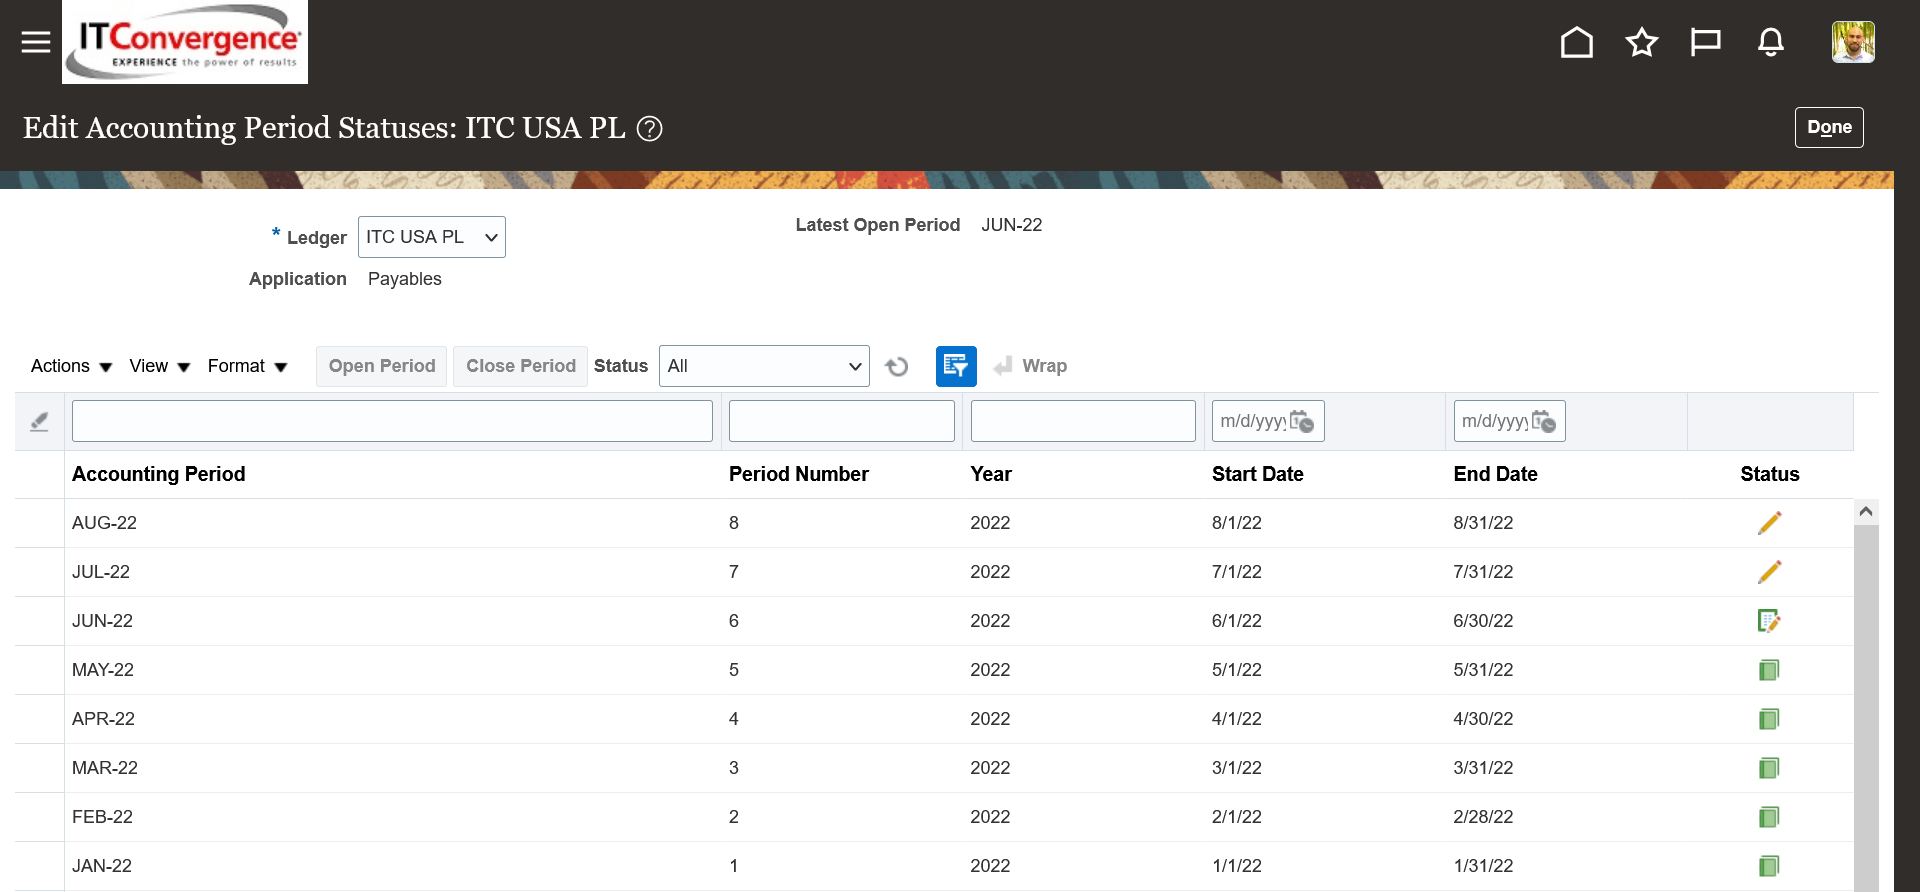 ITConvergence
EXPERIENCE the power of results
Edit Accounting Period Statuses: ITC USA PL ?
Done
* Ledger ITC USA PL
Latest Open Period JUN-22
Application Payables
Actions View Format Open Period Close Period Status All Wrap
m/d/yyyy m/d/yyyy
Accounting Period Period Number Year Start Date End Date Status
AUG-22 8 2022 8/1/22 8/31/22
JUL-22 7 2022 7/1/22 7/31/22
JUN-22 6 2022 6/1/22 6/30/22
MAY-22 5 2022 5/1/22 5/31/22
APR-22 4 2022 4/1/22 4/30/22
MAR-22 3 2022 3/1/22 3/31/22
FEB-22 2 2022 2/1/22 2/28/22
JAN-22 1 2022 1/1/22 1/31/22